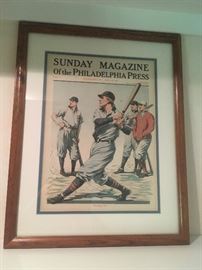 SUNDAY MAGAZINE
Of the PHILADELPHIA PRESS